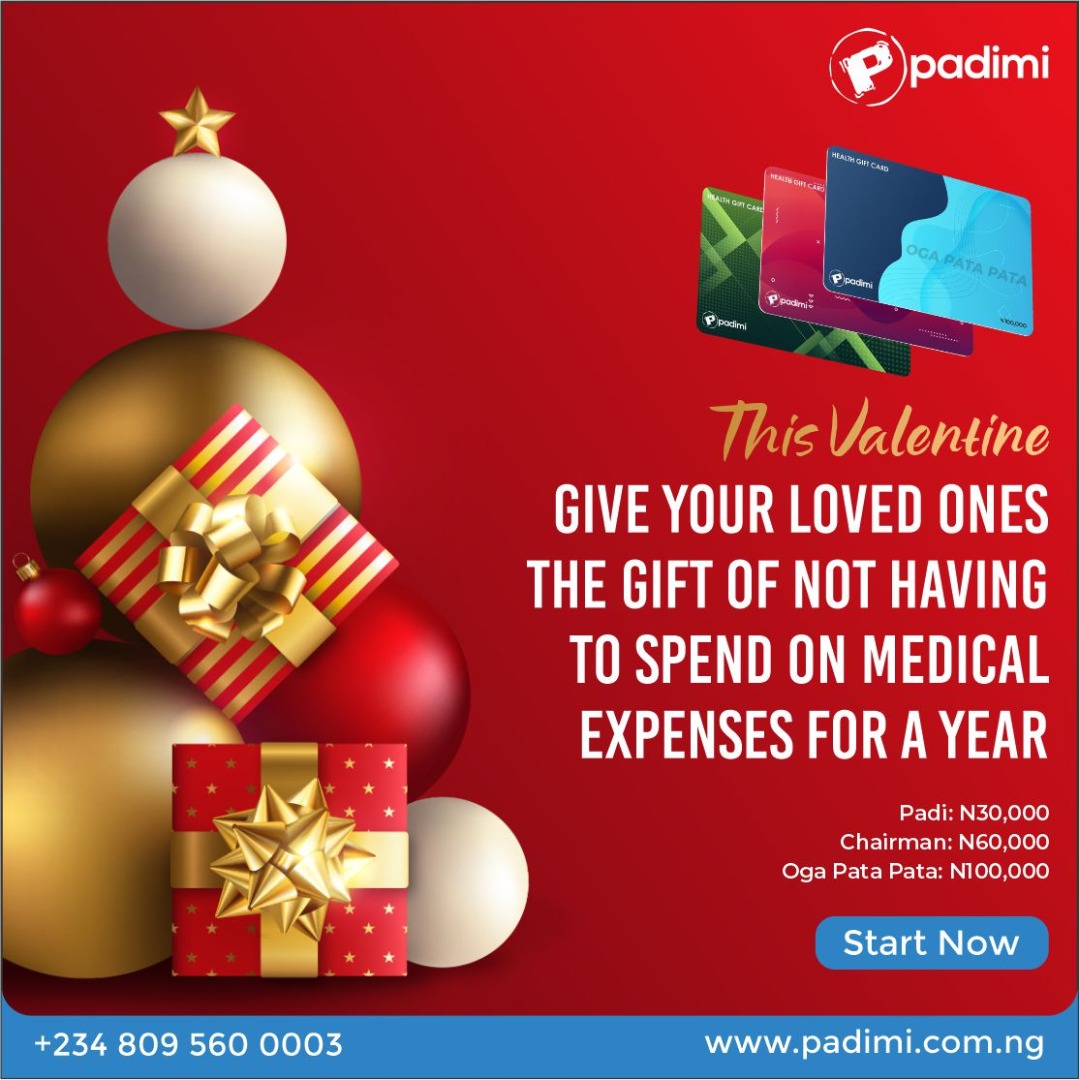 padimi
HEALTH GIFT CARD
HEALTH GIFT CARD
HEALTH GIFT CARD
OGA PATA PATA
padimi
padimi
padimi
₦100,000
This Valentine
GIVE YOUR LOVED ONES
THE GIFT OF NOT HAVING
TO SPEND ON MEDICAL
EXPENSES FOR A YEAR
Padi: N30,000
Chairman: N60,000
Oga Pata Pata: N100,000
Start Now
+234 809 560 0003
www.padimi.com.ng